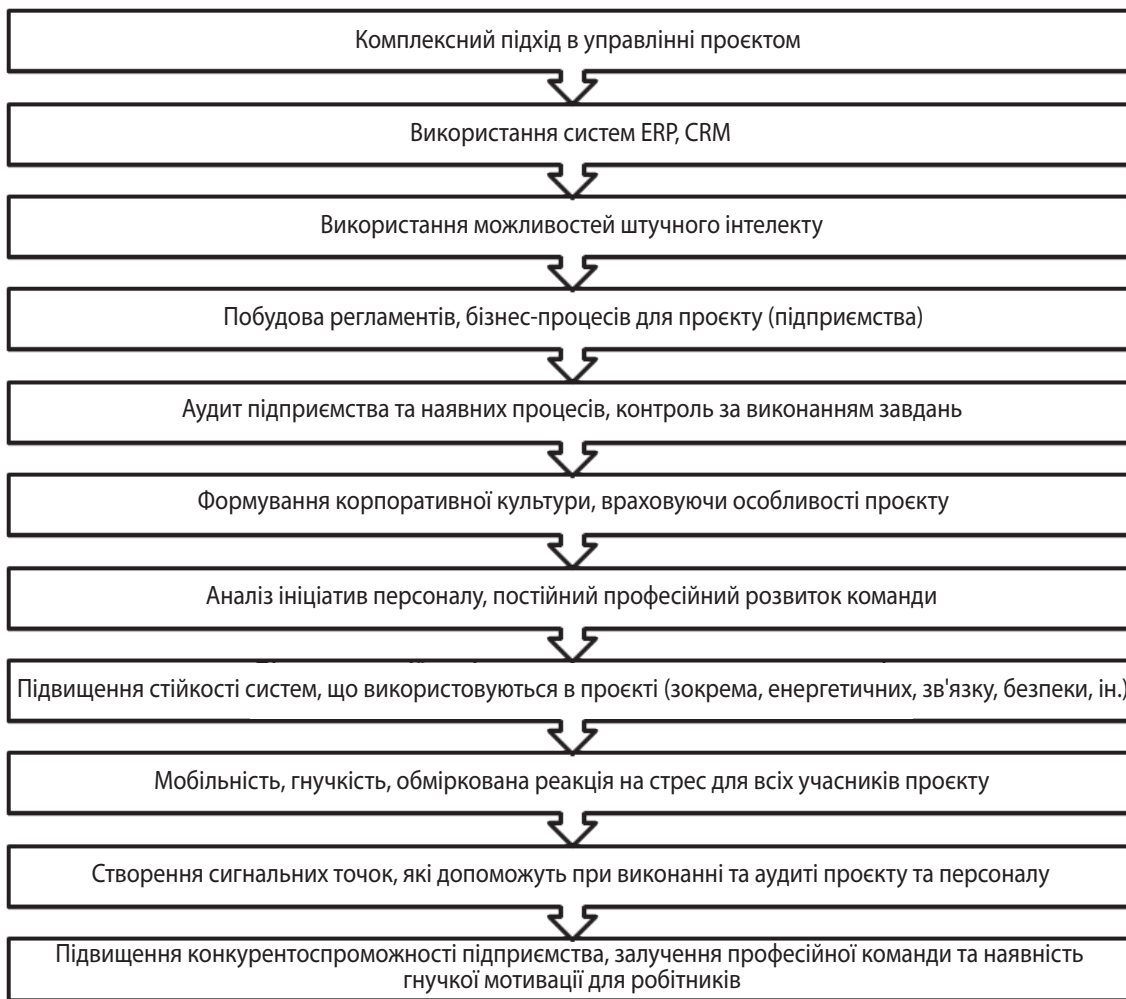 Комплексний підхід в управлінні проєктом
Використання систем ERP, CRM
Використання можливостей штучного інтелекту
Побудова регламентів, бізнес-процесів для проєкту (підприємства)
Аудит підприємства та наявних процесів, контроль за виконанням завдань
Формування корпоративної культури, враховуючи особливості проєкту
Аналіз ініціатив персоналу, постійний професійний розвиток команди
Підвищення стійкості систем, що використовуються в проєкті (зокрема, енергетичних, зв'язку, безпеки, ін.)
Мобільність, гнучкість, обміркована реакція на стрес для всіх учасників проєкту
Створення сигнальних точок, які допоможуть при виконанні та аудиті проєкту та персоналу
Підвищення конкурентоспроможності підприємства, залучення професійної команди та наявність
гнучкої мотивації для робітників